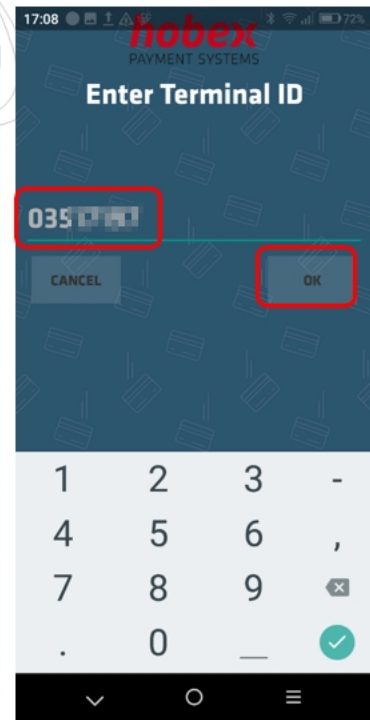 17:08 72%
hobex
PAYMENT SYSTEMS
Enter Terminal ID
035
CANCEL OK
1 2 3 -
4 5 6 ,
7 8 9
. 0 _